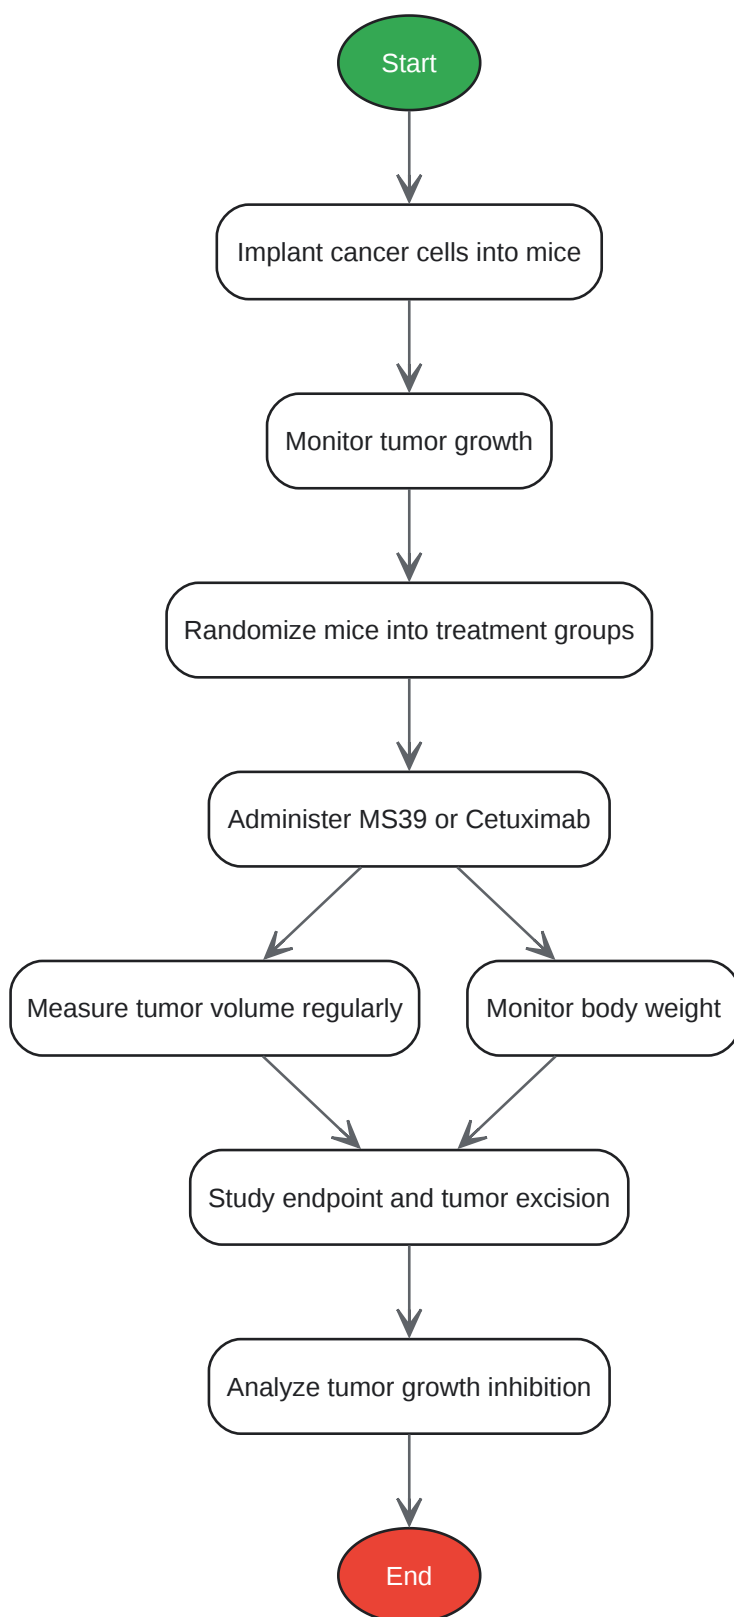 Start
Implant cancer cells into mice
Monitor tumor growth
Randomize mice into treatment groups
Administer MS39 or Cetuximab
Measure tumor volume regularly
Monitor body weight
Study endpoint and tumor excision
Analyze tumor growth inhibition
End